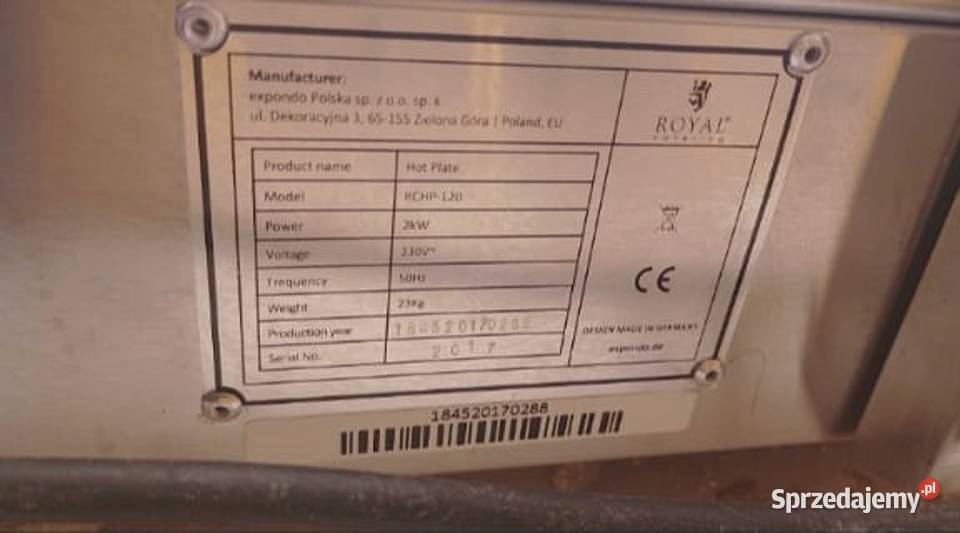 Manufacturer:
expondo Polska sp. z o.o. sp. k
ul. Dekoracyjna 3, 65-155 Zielona Góra | Poland, EU
ROYAL
CATERING
Product name Hot Plate
Model RCHP-120
Power 2kW
Voltage 230V~
Frequency 50Hz
Weight 23Kg
Production year 184520170288
Serial No. 2017
CE
DESIGN MADE IN GERMANY
expondo.de
184520170288
Sprzedajemy.pl